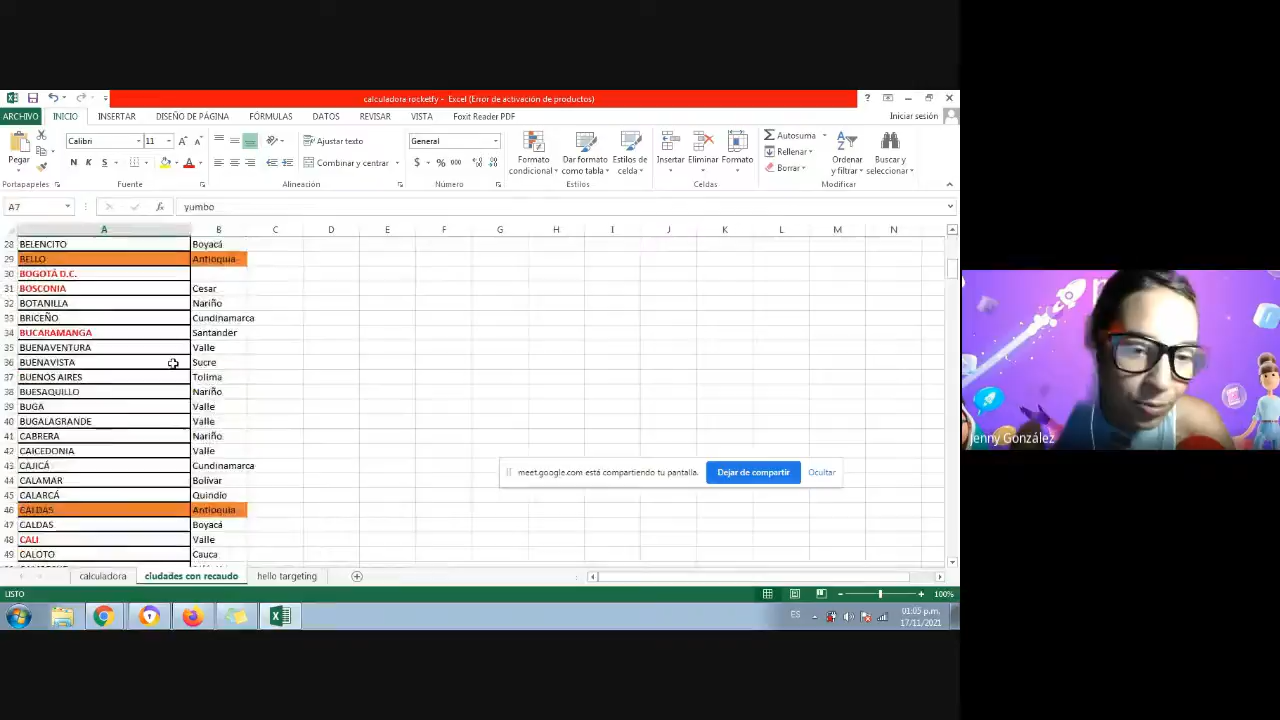 calculadora rocketfy - Excel (Error de activación de productos)
ARCHIVO INICIO INSERTAR DISEÑO DE PÁGINA FÓRMULAS DATOS REVISAR VISTA Foxit Reader PDF Iniciar sesión
Pegar
Calibri 11
N K S
Ajustar texto
Combinar y centrar
General
$ % 000
Formato condicional
Dar formato como tabla
Estilos de celda
Insertar Eliminar Formato
Autosuma
Rellenar
Borrar
Ordenar y filtrar
Buscar y seleccionar
Portapapeles Fuente Alineación Número Estilos Celdas Modificar
A7 fx yumbo
A B C D E F G H I J K L M N
28 BELENCITO Boyacá
29 BELLO Antioquia
30 BOGOTÁ D.C.
31 BOSCONIA Cesar
32 BOTANILLA Nariño
33 BRICEÑO Cundinamarca
34 BUCARAMANGA Santander
35 BUENAVENTURA Valle
36 BUENAVISTA Sucre
37 BUENOS AIRES Tolima
38 BUESAQUILLO Nariño
39 BUGA Valle
40 BUGALAGRANDE Valle
41 CABRERA Nariño
42 CAICEDONIA Valle
43 CAJICÁ Cundinamarca
44 CALAMAR Bolívar
45 CALARCÁ Quindío
46 CALDAS Antioquia
47 CALDAS Boyacá
48 CALI Valle
49 CALOTO Cauca
meet.google.com está compartiendo tu pantalla. Dejar de compartir Ocultar
calculadora ciudades con recaudo hello targeting
LISTO 100%
ES 01:05 p.m.
17/11/2021
Jenny González